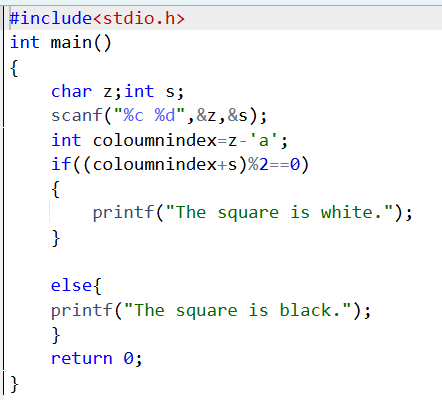 #include<stdio.h>
int main()
{
    char z;int s;
    scanf("%c %d",&z,&s);
    int coloumnindex=z-'a';
    if((coloumnindex+s)%2==0)
    {
        printf("The square is white.");
    }

    else{
    printf("The square is black.");
    }
    return 0;
}